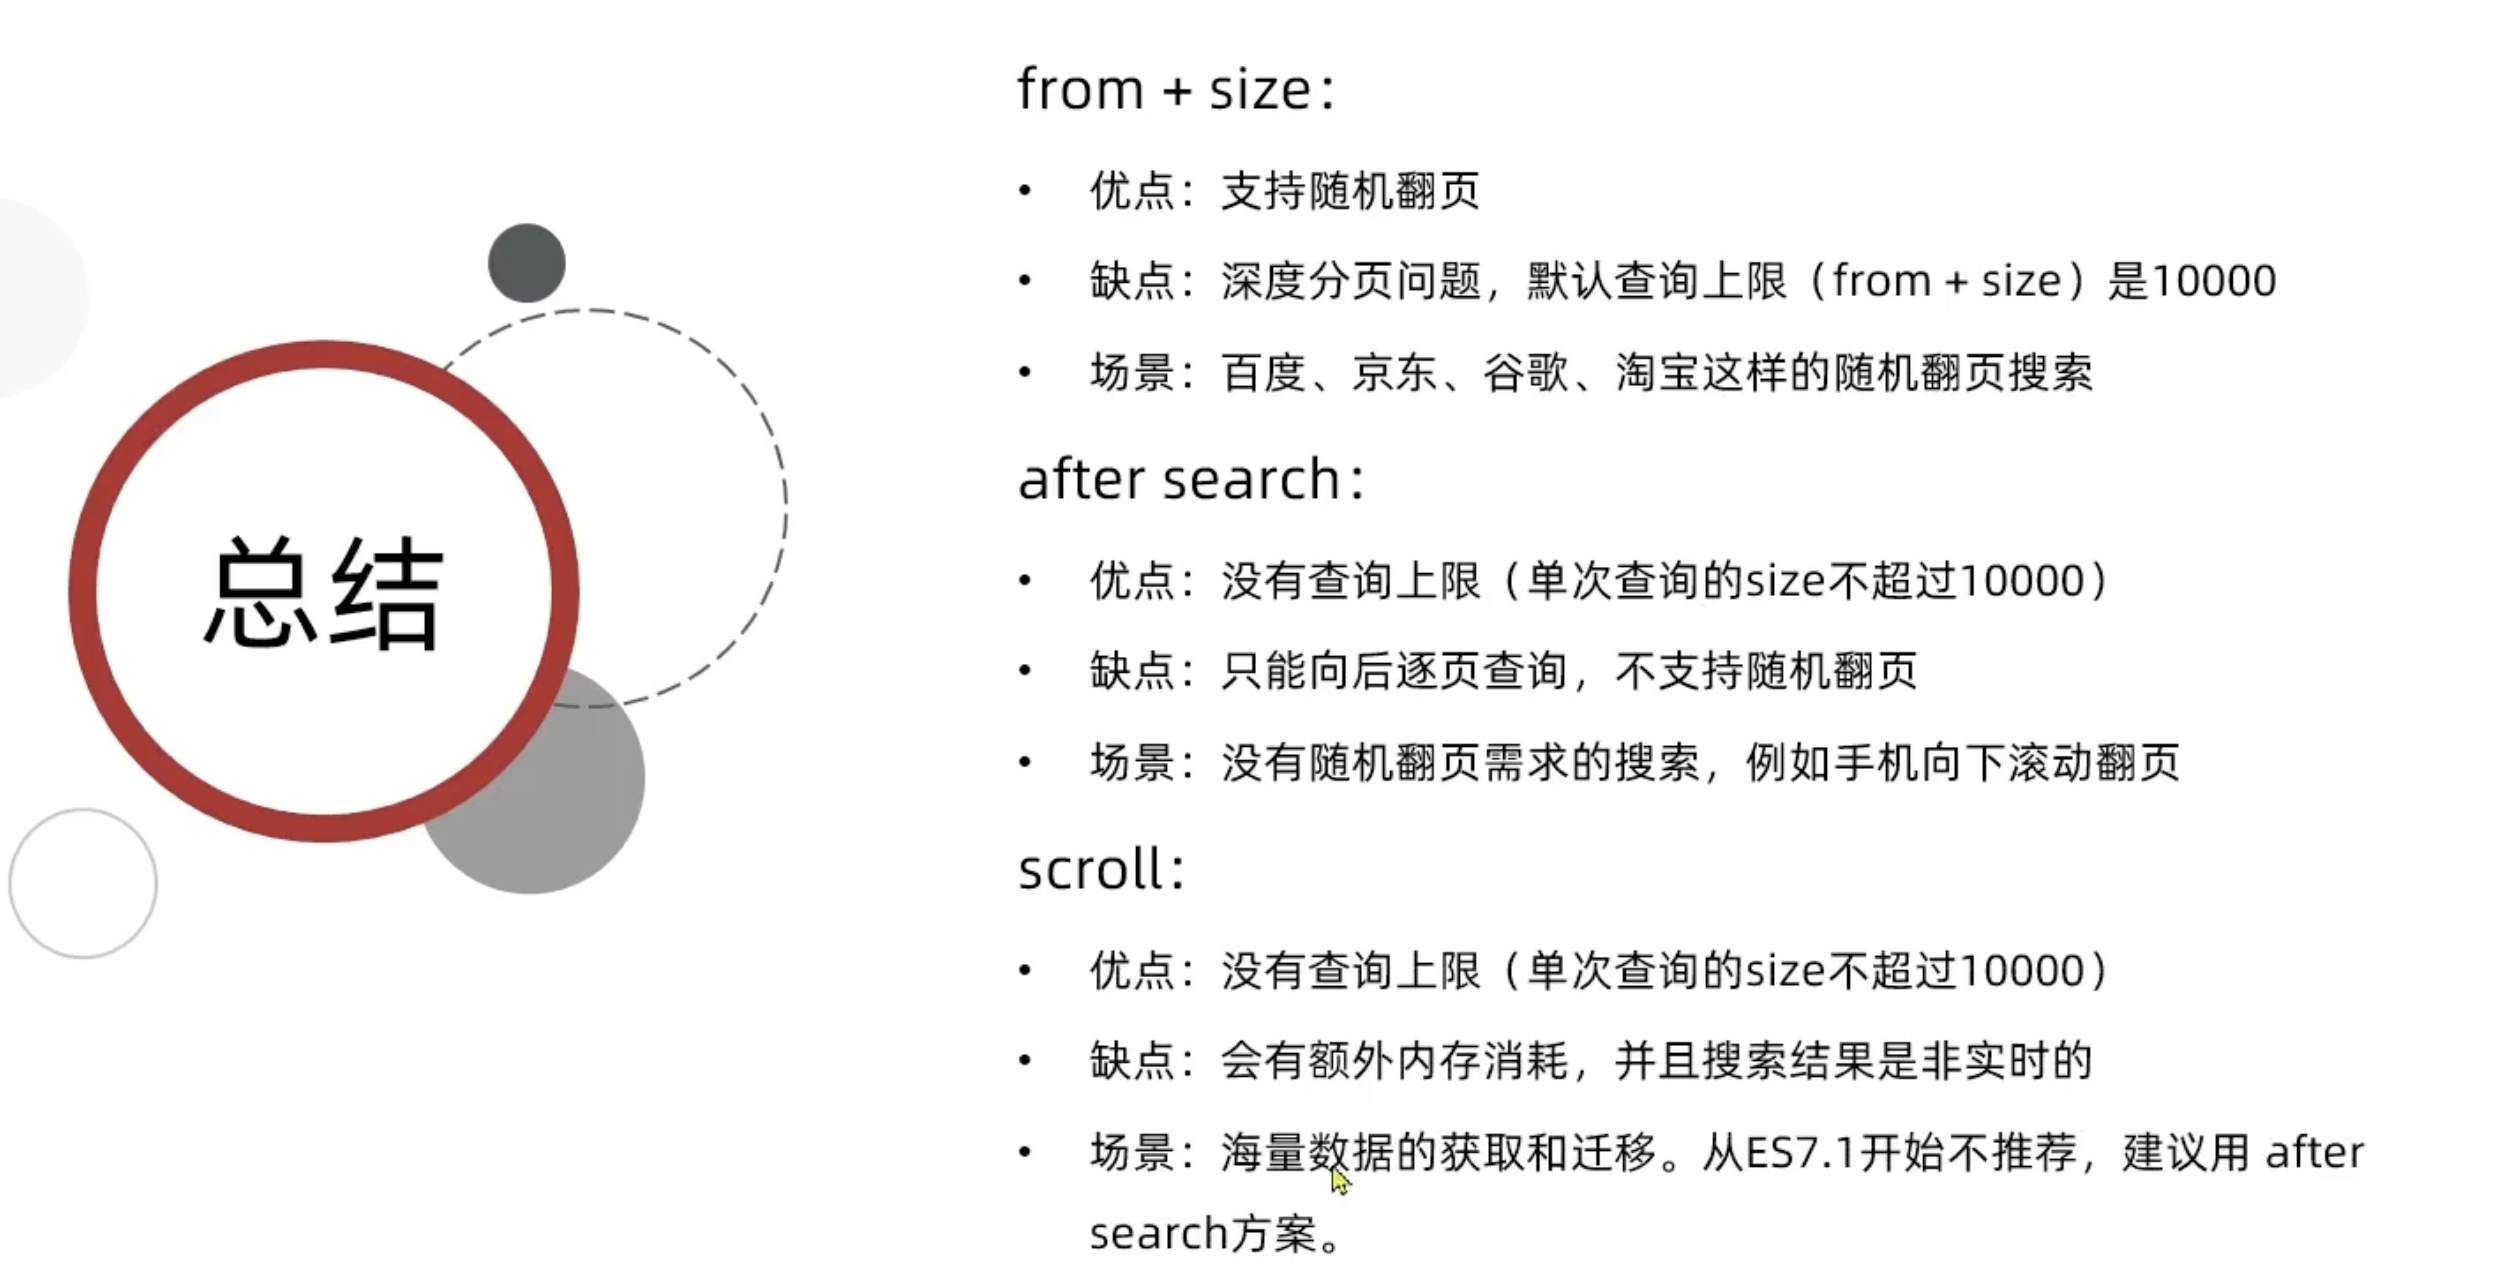 总结
from + size：
• 优点：支持随机翻页
• 缺点：深度分页问题，默认查询上限（from + size）是10000
• 场景：百度、京东、谷歌、淘宝这样的随机翻页搜索
after search：
• 优点：没有查询上限（单次查询的size不超过10000）
• 缺点：只能向后逐页查询，不支持随机翻页
• 场景：没有随机翻页需求的搜索，例如手机向下滚动翻页
scroll：
• 优点：没有查询上限（单次查询的size不超过10000）
• 缺点：会有额外内存消耗，并且搜索结果是非实时的
• 场景：海量数据的获取和迁移。从ES7.1开始不推荐，建议用 after
search方案。